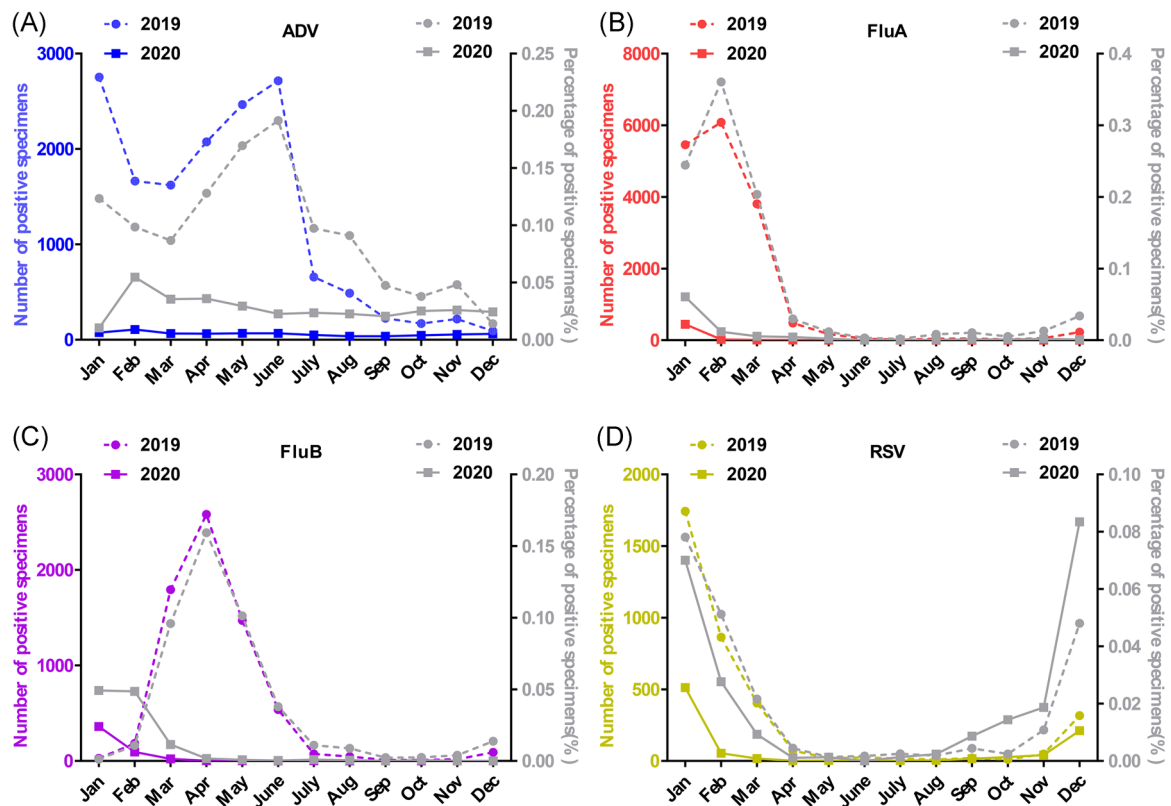 (A)
ADV
2019
2020
2019
2020
Number of positive specimens
3000
2000
1000
0
Percentage of positive specimens(%)
0.25
0.20
0.15
0.10
0.05
0.00
Jan Feb Mar Apr May June July Aug Sep Oct Nov Dec
(B)
FluA
2019
2020
2019
2020
Number of positive specimens
8000
6000
4000
2000
0
Percentage of positive specimens(%)
0.4
0.3
0.2
0.1
0.0
Jan Feb Mar Apr May June July Aug Sep Oct Nov Dec
(C)
FluB
2019
2020
2019
2020
Number of positive specimens
3000
2000
1000
0
Percentage of positive specimens(%)
0.20
0.15
0.10
0.05
0.00
Jan Feb Mar Apr May June July Aug Sep Oct Nov Dec
(D)
RSV
2019
2020
2019
2020
Number of positive specimens
2000
1500
1000
500
0
Percentage of positive specimens(%)
0.10
0.08
0.06
0.04
0.02
0.00
Jan Feb Mar Apr May June July Aug Sep Oct Nov Dec